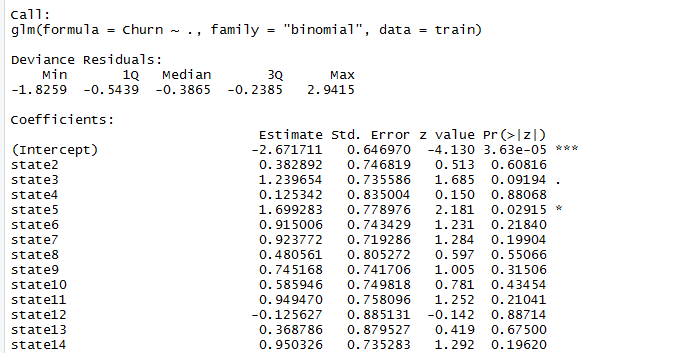 Call:
glm(formula = Churn ~ ., family = "binomial", data = train)
Deviance Residuals:
Min 1Q Median 3Q Max
-1.8259 -0.5439 -0.3865 -0.2385 2.9415
Coefficients:
Estimate Std. Error z value Pr(>|z|)
(Intercept) -2.671711 0.646970 -4.130 3.63e-05 ***
state2 0.382892 0.746819 0.513 0.60816
state3 1.239654 0.735586 1.685 0.09194 .
state4 0.125342 0.835004 0.150 0.88068
state5 1.699283 0.778976 2.181 0.02915 *
state6 0.915006 0.743429 1.231 0.21840
state7 0.923772 0.719286 1.284 0.19904
state8 0.480561 0.805272 0.597 0.55066
state9 0.745168 0.741706 1.005 0.31506
state10 0.585946 0.749818 0.781 0.43454
state11 0.949470 0.758096 1.252 0.21041
state12 -0.125627 0.885131 -0.142 0.88714
state13 0.368786 0.879527 0.419 0.67500
state14 0.950326 0.735283 1.292 0.19620